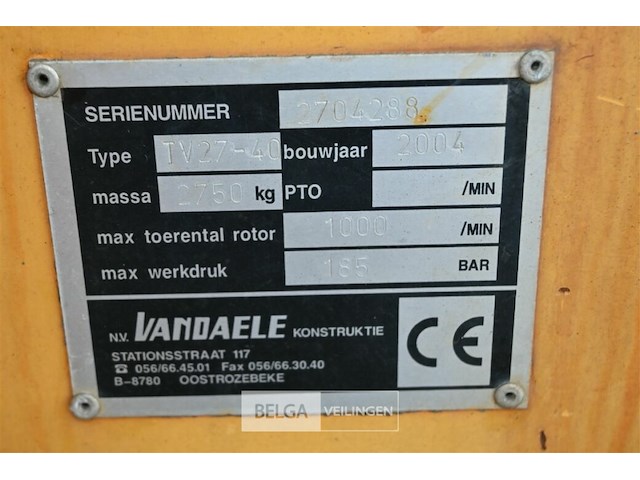 SERIENUMMER 2704288
Type TV27-40 bouwjaar 2004
massa 2750 kg PTO /MIN
max toerental rotor 1000 /MIN
max werkdruk 185 BAR
N.V. VANDAELE KONSTRUKTIE
STATIONSSTRAAT 117
☎ 056/66.45.01 Fax 056/66.30.40
B-8780 OOSTROZEBEKE
CE
BELGA VEILINGEN